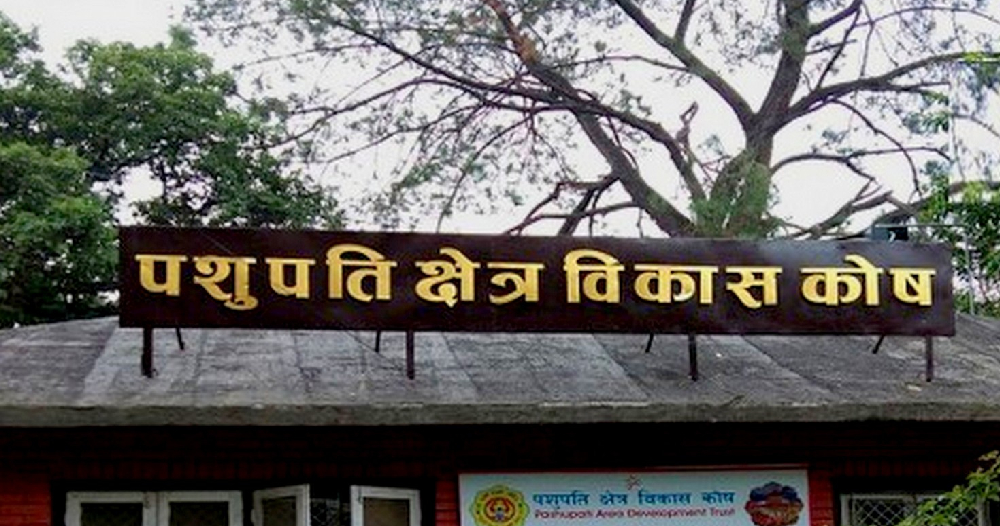 पशुपति क्षेत्र विकास कोष
पशुपति क्षेत्र विकास कोष
Pashupati Area Development Trust